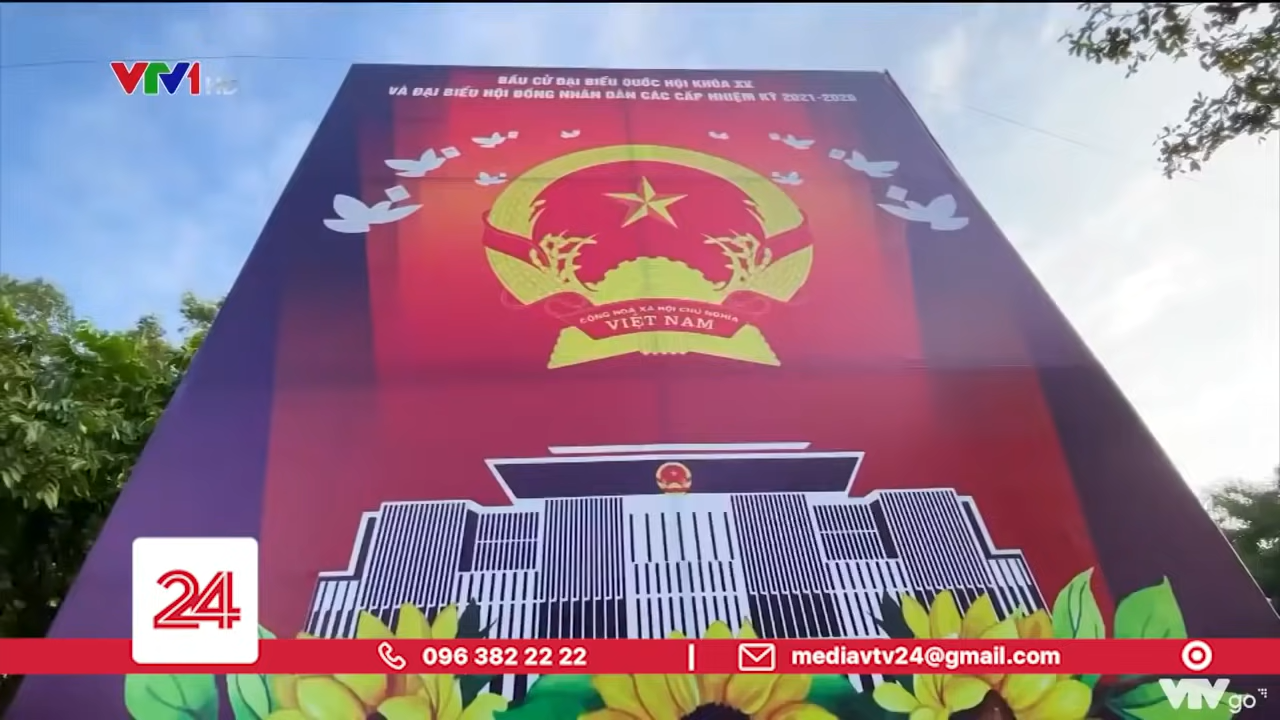 VTV1 HD
BẦU CỬ ĐẠI BIỂU QUỐC HỘI KHÓA XV
VÀ ĐẠI BIỂU HỘI ĐỒNG NHÂN DÂN CÁC CẤP NHIỆM KỲ 2021-2026
CỘNG HOÀ XÃ HỘI CHỦ NGHĨA
VIỆT NAM
24
096 382 22 22 | mediavtv24@gmail.com
VTV go